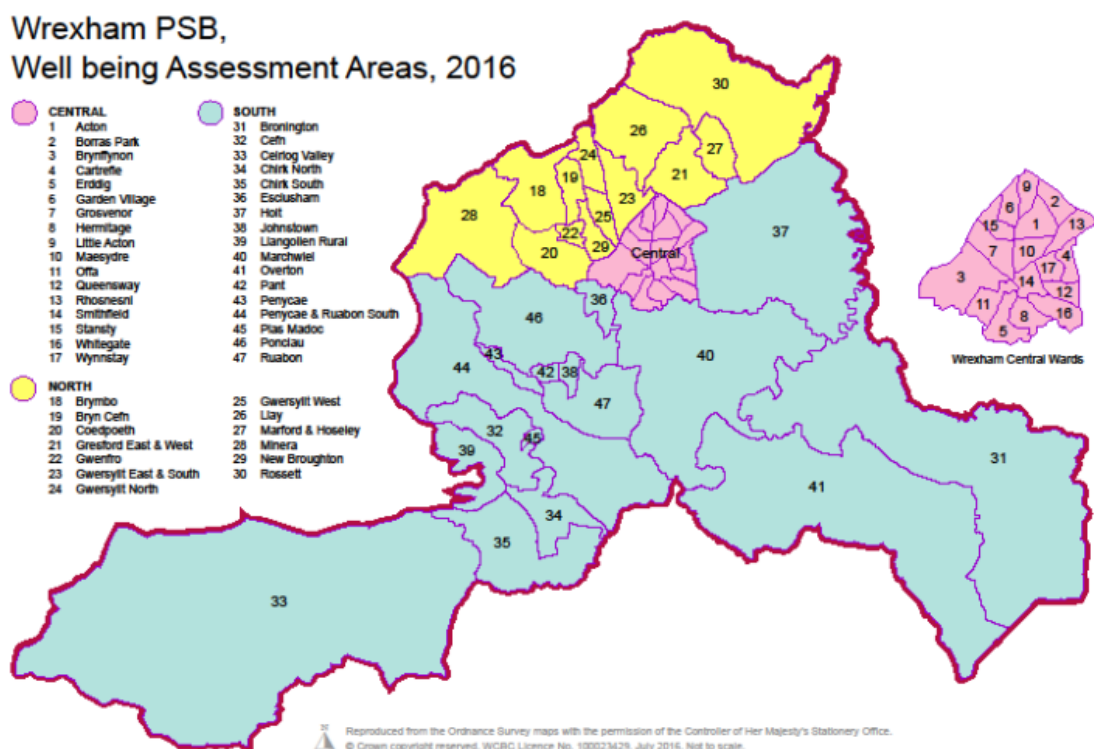 Wrexham PSB,
Well being Assessment Areas, 2016
CENTRAL
1 Acton
2 Borras Park
3 Brynffynon
4 Cartrefle
5 Erddig
6 Garden Village
7 Grosvenor
8 Hermitage
9 Little Acton
10 Maesydre
11 Offa
12 Queensway
13 Rhosnesni
14 Smithfield
15 Stansty
16 Whitegate
17 Wynnstay
SOUTH
31 Bronington
32 Cefn
33 Ceiriog Valley
34 Chirk North
35 Chirk South
36 Esclusham
37 Holt
38 Johnstown
39 Llangollen Rural
40 Marchwiel
41 Overton
42 Pant
43 Penycae
44 Penycae & Ruabon South
45 Plas Madoc
46 Ponciau
47 Ruabon
NORTH
18 Brymbo
19 Bryn Cefn
20 Coedpoeth
21 Gresford East & West
22 Gwenfro
23 Gwersyllt East & South
24 Gwersyllt North
25 Gwersyllt West
26 Llay
27 Marford & Hoseley
28 Minera
29 New Broughton
30 Rossett
30
26
27
24
19
18
21
23
28
25
22
29
20
Central
37
36
46
40
43
44
42
38
47
32
45
39
31
41
34
35
33
9
2
6
1
15
13
7
10
4
17
3
14
12
11
8
16
5
Wrexham Central Wards
N
Reproduced from the Ordnance Survey maps with the permission of the Controller of Her Majesty's Stationery Office.
© Crown copyright reserved. WCBC Licence No. 100023429. July 2016. Not to scale.